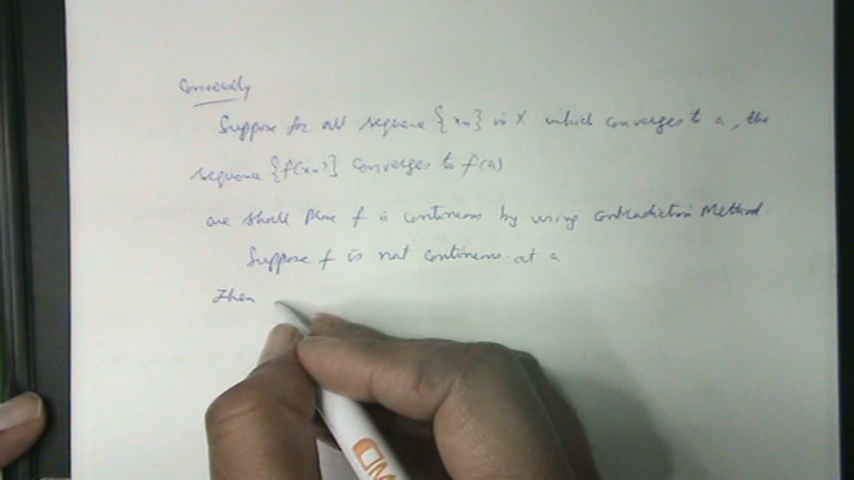 Conversely
Suppose for all sequence {xn} in X which converges to a, the
sequence {f(xn)} Converges to f(a)
we shall prove f is continuous by using contradiction Method.
Suppose f is not continuous at a
Then